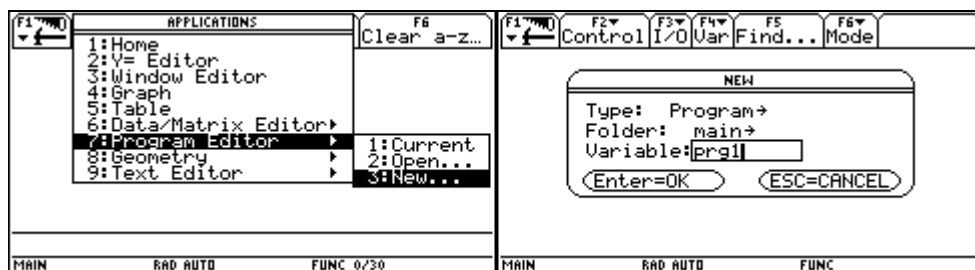 F1 APPLICATIONS F6
Clear a-z...
1:Home
2:Y= Editor
3:Window Editor
4:Graph
5:Table
6:Data/Matrix Editor▸
7:Program Editor ▸
8:Geometry ▸
9:Text Editor ▸
1:Current
2:Open...
3:New...
MAIN RAD AUTO FUNC 0/30
F1 F2▾ F3▾ F4▾ F5 F6▾
Control I/O Var Find... Mode
NEW
Type: Program→
Folder: main→
Variable: prg1
Enter=OK ESC=CANCEL
MAIN RAD AUTO FUNC